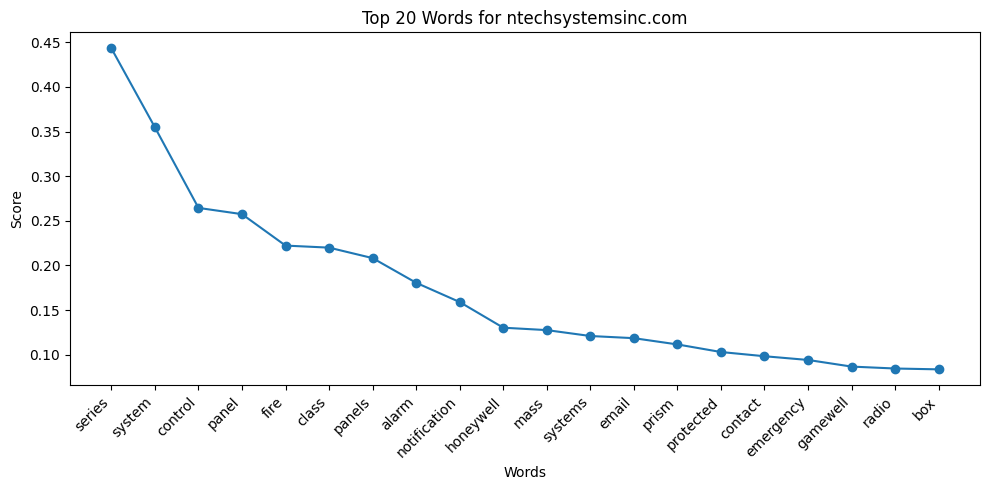 Top 20 Words for ntechsystemsinc.com
Score
0.45
0.40
0.35
0.30
0.25
0.20
0.15
0.10
series
system
control
panel
fire
class
panels
alarm
notification
honeywell
mass
systems
email
prism
protected
contact
emergency
gamewell
radio
box
Words